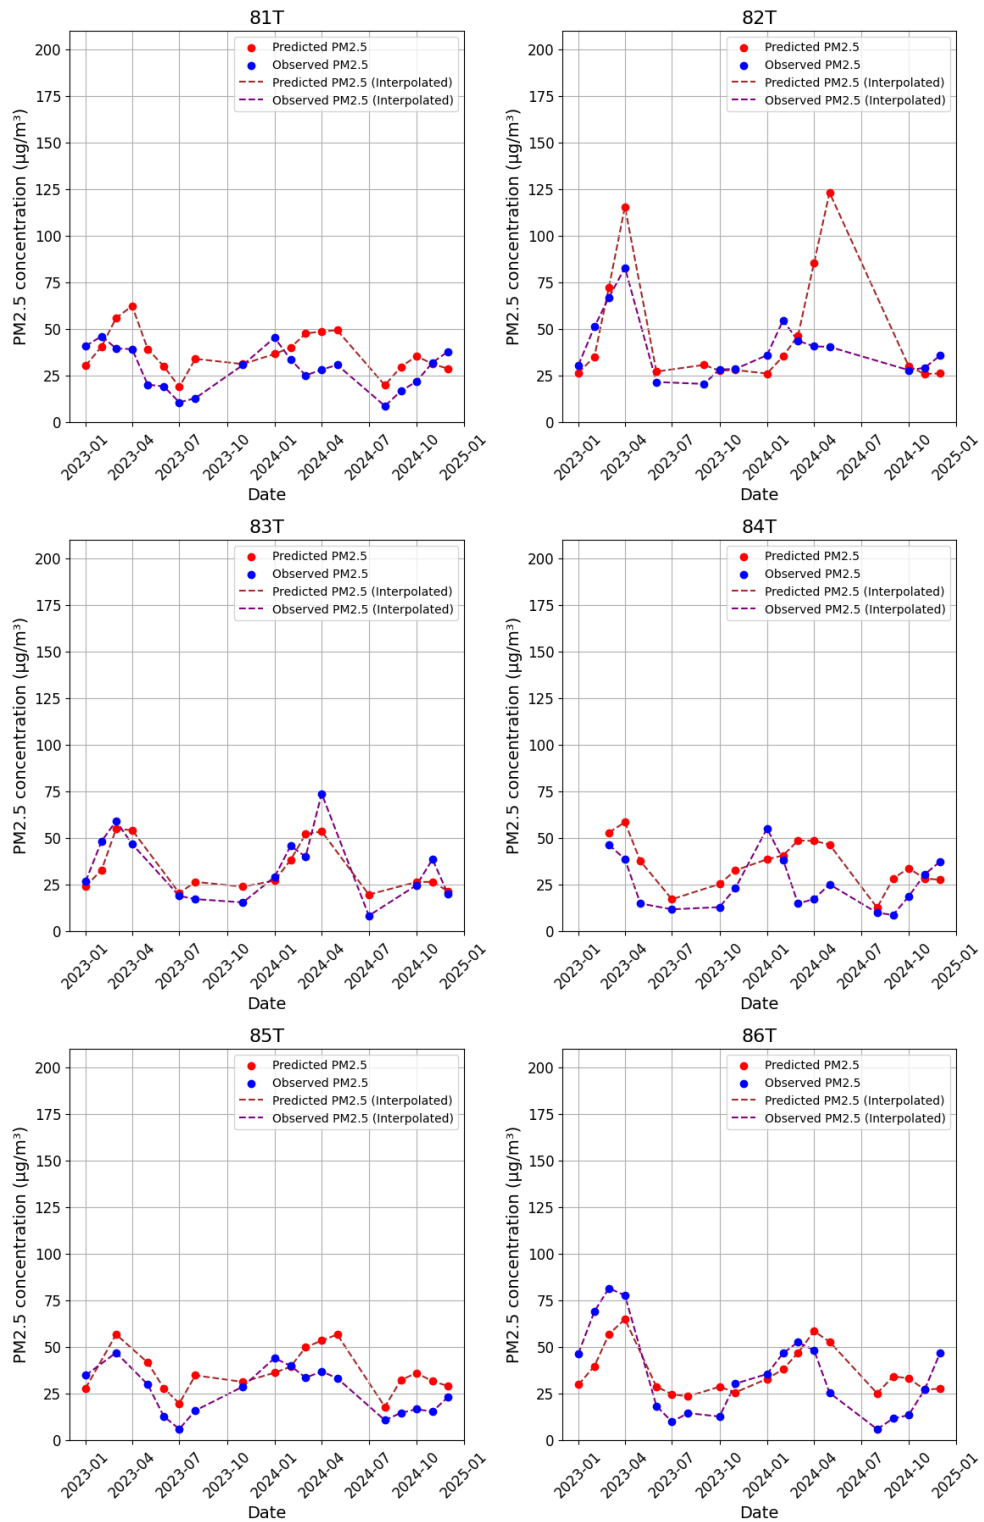 81T
PM2.5 concentration (µg/m³)
200
175
150
125
100
75
50
25
0
Predicted PM2.5
Observed PM2.5
Predicted PM2.5 (Interpolated)
Observed PM2.5 (Interpolated)
2023-01
2023-04
2023-07
2023-10
2024-01
2024-04
2024-07
2024-10
2025-01
Date
82T
PM2.5 concentration (µg/m³)
200
175
150
125
100
75
50
25
0
Predicted PM2.5
Observed PM2.5
Predicted PM2.5 (Interpolated)
Observed PM2.5 (Interpolated)
2023-01
2023-04
2023-07
2023-10
2024-01
2024-04
2024-07
2024-10
2025-01
Date
83T
PM2.5 concentration (µg/m³)
200
175
150
125
100
75
50
25
0
Predicted PM2.5
Observed PM2.5
Predicted PM2.5 (Interpolated)
Observed PM2.5 (Interpolated)
2023-01
2023-04
2023-07
2023-10
2024-01
2024-04
2024-07
2024-10
2025-01
Date
84T
PM2.5 concentration (µg/m³)
200
175
150
125
100
75
50
25
0
Predicted PM2.5
Observed PM2.5
Predicted PM2.5 (Interpolated)
Observed PM2.5 (Interpolated)
2023-01
2023-04
2023-07
2023-10
2024-01
2024-04
2024-07
2024-10
2025-01
Date
85T
PM2.5 concentration (µg/m³)
200
175
150
125
100
75
50
25
0
Predicted PM2.5
Observed PM2.5
Predicted PM2.5 (Interpolated)
Observed PM2.5 (Interpolated)
2023-01
2023-04
2023-07
2023-10
2024-01
2024-04
2024-07
2024-10
2025-01
Date
86T
PM2.5 concentration (µg/m³)
200
175
150
125
100
75
50
25
0
Predicted PM2.5
Observed PM2.5
Predicted PM2.5 (Interpolated)
Observed PM2.5 (Interpolated)
2023-01
2023-04
2023-07
2023-10
2024-01
2024-04
2024-07
2024-10
2025-01
Date